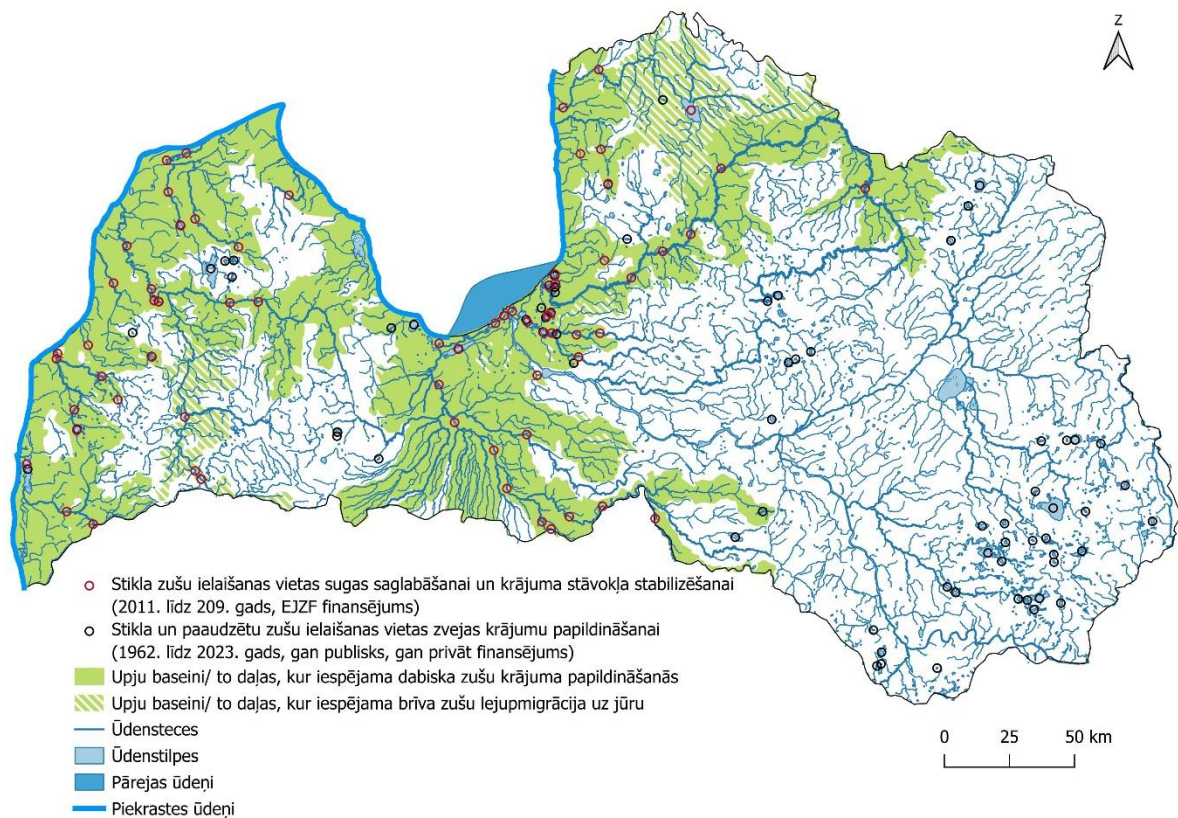 Z
Stikla zušu ielaišanas vietas sugas saglabāšanai un krājuma stāvokļa stabilizēšanai
(2011. līdz 209. gads, EJZF finansējums)
Stikla un paaudzētu zušu ielaišanas vietas zvejas krājumu papildināšanai
(1962. līdz 2023. gads, gan publisks, gan privāt finansējums)
Upju baseini/ to daļas, kur iespējama dabiska zušu krājuma papildināšanās
Upju baseini/ to daļas, kur iespējama brīva zušu lejupmigrācija uz jūru
Ūdensteces
Ūdenstilpes
Pārejas ūdeņi
Piekrastes ūdeņi
0 25 50 km